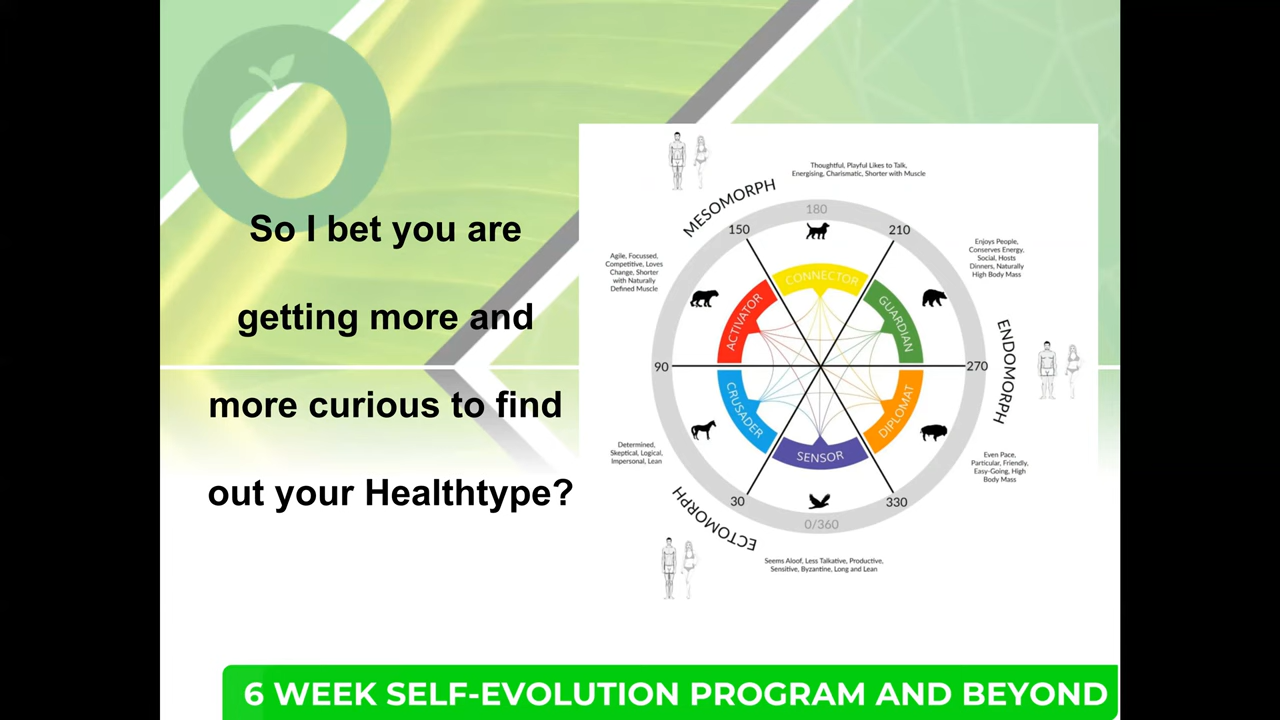 So I bet you are
getting more and
more curious to find
out your Healthtype?
Thoughtful, Playful Likes to Talk,
Energising, Charismatic, Shorter with Muscle
MESOMORPH
180
150
210
CONNECTOR
Agile, Focussed,
Competitive, Loves
Change, Shorter
with Naturally
Defined Muscle
Enjoys People,
Conserves Energy,
Social, Hosts
Dinners, Naturally
High Body Mass
ACTIVATOR
GUARDIAN
ENDOMORPH
90
270
CRUSADER
DIPLOMAT
SENSOR
Determined,
Skeptical, Logical,
Impersonal, Lean
Even Pace,
Particular, Friendly,
Easy-Going, High
Body Mass
30
330
ECTOMORPH
0/360
Seems Aloof, Less Talkative, Productive,
Sensitive, Byzantine, Long and Lean
6 WEEK SELF-EVOLUTION PROGRAM AND BEYOND